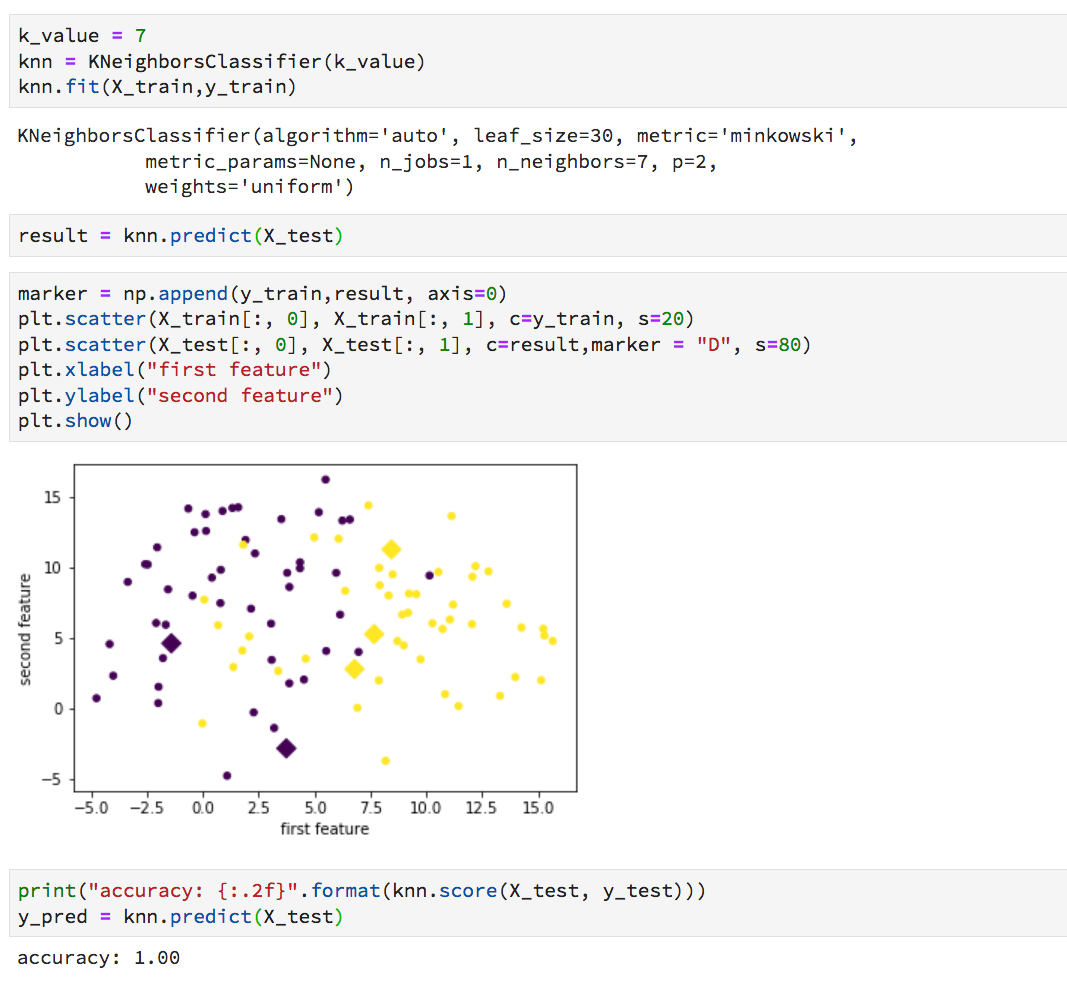 k_value = 7
knn = KNeighborsClassifier(k_value)
knn.fit(X_train,y_train)
KNeighborsClassifier(algorithm='auto', leaf_size=30, metric='minkowski',
           metric_params=None, n_jobs=1, n_neighbors=7, p=2,
           weights='uniform')
result = knn.predict(X_test)
marker = np.append(y_train,result, axis=0)
plt.scatter(X_train[:, 0], X_train[:, 1], c=y_train, s=20)
plt.scatter(X_test[:, 0], X_test[:, 1], c=result,marker = "D", s=80)
plt.xlabel("first feature")
plt.ylabel("second feature")
plt.show()
15
10
5
0
−5
second feature
−5.0 −2.5 0.0 2.5 5.0 7.5 10.0 12.5 15.0
first feature
print("accuracy: {:.2f}".format(knn.score(X_test, y_test)))
y_pred = knn.predict(X_test)
accuracy: 1.00